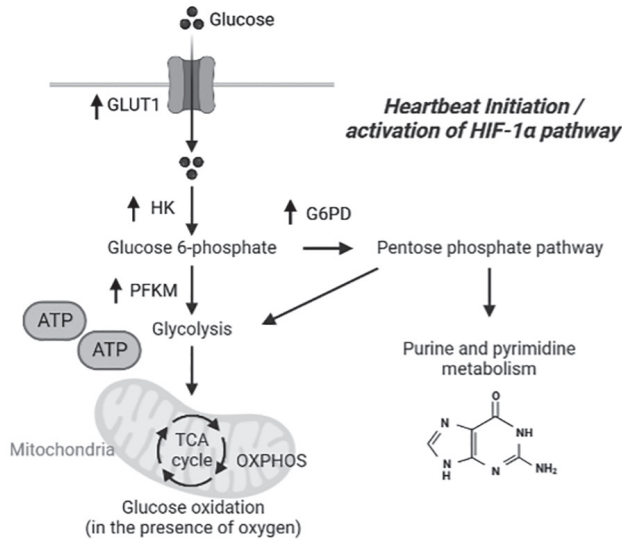 Glucose
GLUT1
Heartbeat Initiation /
activation of HIF-1α pathway
HK
G6PD
Glucose 6-phosphate
Pentose phosphate pathway
PFKM
ATP
ATP
Glycolysis
Purine and pyrimidine
metabolism
Mitochondria
TCA
cycle
OXPHOS
O
N
NH
N
H
N
NH₂
Glucose oxidation
(in the presence of oxygen)